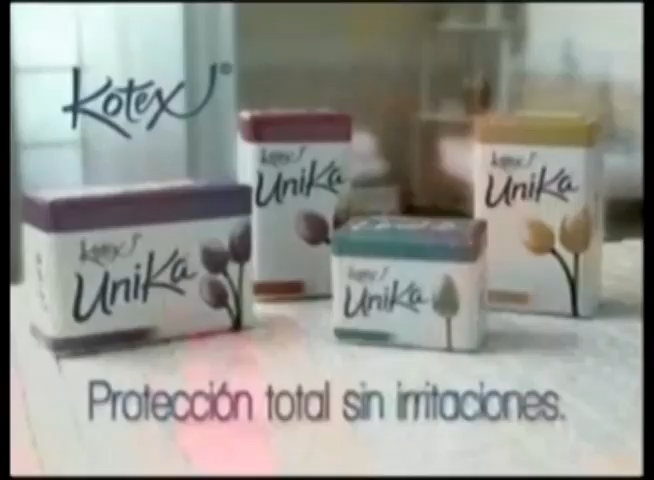 Kotex®
Kotex
Unika
Kotex
Unika
Kotex
Unika
Kotex
Unika
Protección total sin irritaciones.